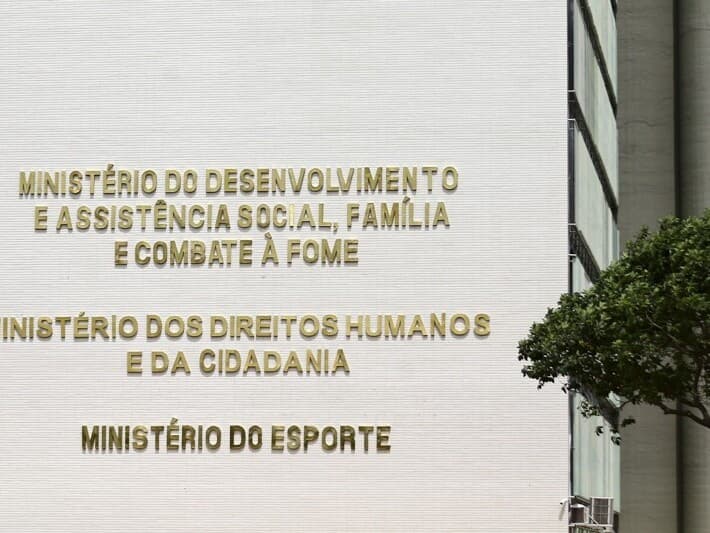 MINISTÉRIO DO DESENVOLVIMENTO
E ASSISTÊNCIA SOCIAL, FAMÍLIA
E COMBATE À FOME
INISTÉRIO DOS DIREITOS HUMANOS
E DA CIDADANIA
MINISTÉRIO DO ESPORTE